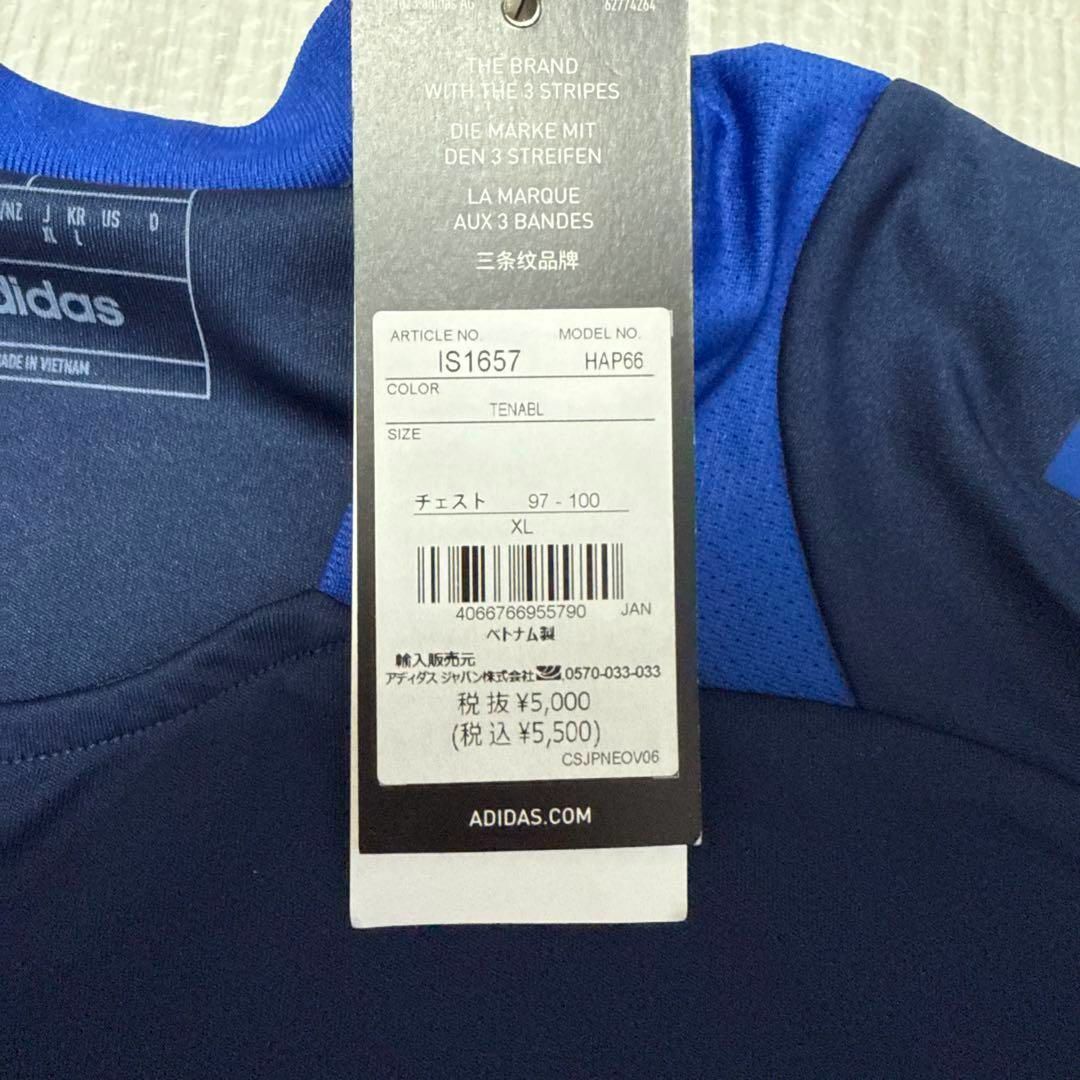 adidas AG
62774264
THE BRAND
WITH THE 3 STRIPES
DIE MARKE MIT
DEN 3 STREIFEN
LA MARQUE
AUX 3 BANDES
三条纹品牌
/NZ J KR US D
XL L
didas
ADE IN VIETNAM
ARTICLE NO. MODEL NO.
IS1657 HAP66
COLOR
TENABL
SIZE
チェスト 97 - 100
XL
4066766955790 JAN
ベトナム製
輸入販売元
アディダス ジャパン株式会社 0570-033-033
税抜 ¥5,000
(税込 ¥5,500)
CSJPNEOV06
ADIDAS.COM